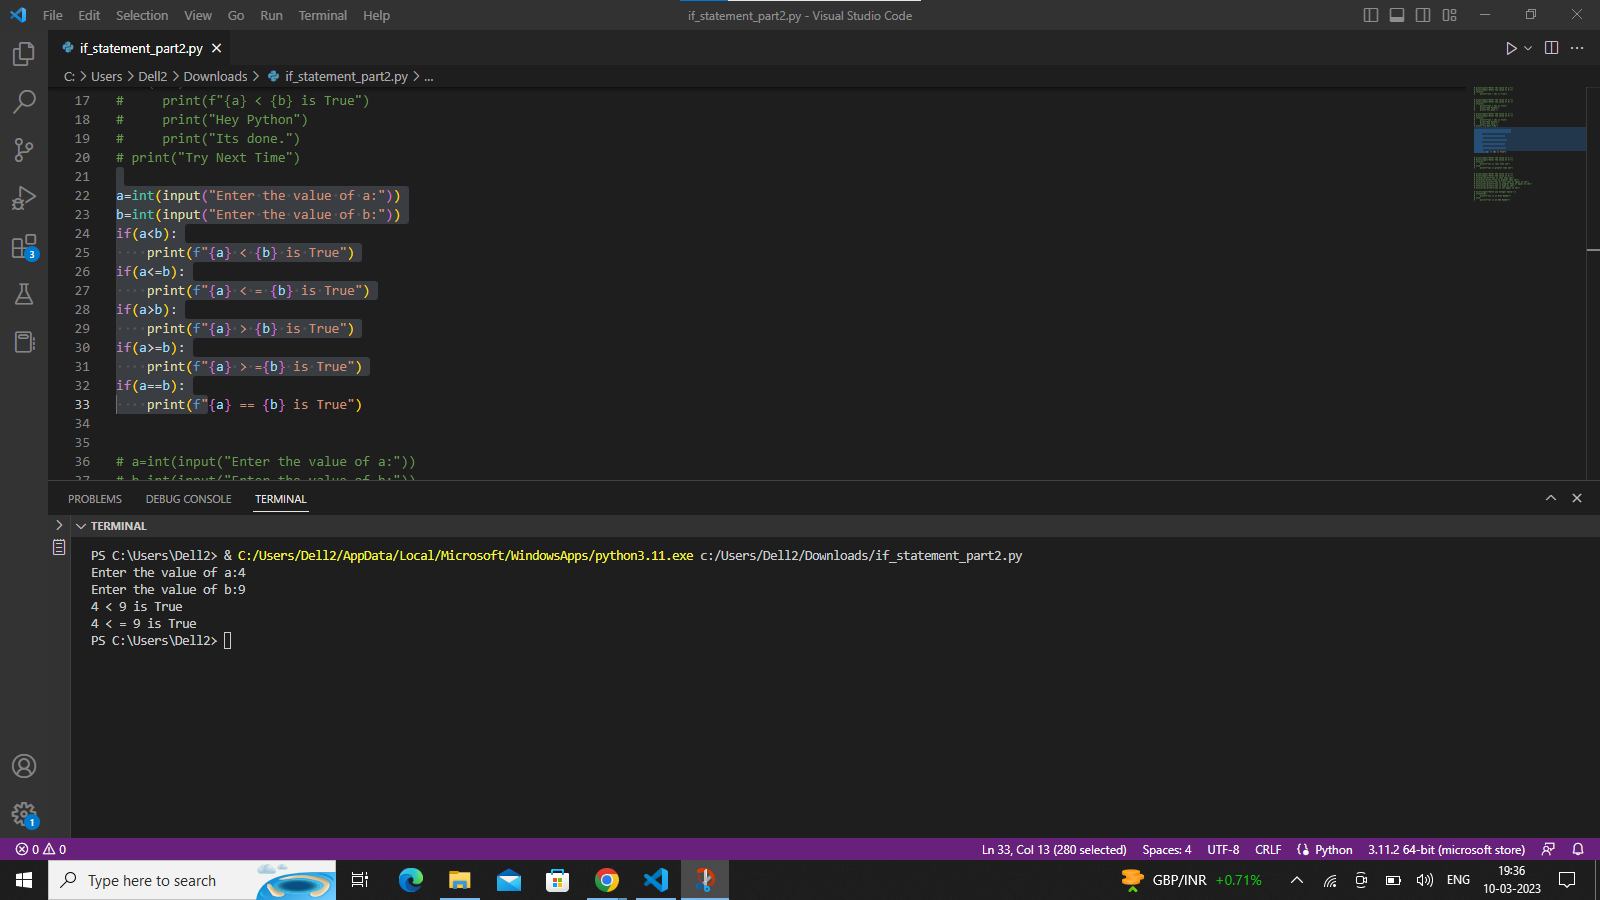 File Edit Selection View Go Run Terminal Help
if_statement_part2.py - Visual Studio Code
if_statement_part2.py
C: > Users > Dell2 > Downloads > if_statement_part2.py > ...
17 #     print(f"{a} < {b} is True")
18 #     print("Hey Python")
19 #     print("Its done.")
20 # print("Try Next Time")
21
22 a=int(input("Enter the value of a:"))
23 b=int(input("Enter the value of b:"))
24 if(a<b):
25     print(f"{a} < {b} is True")
26 if(a<=b):
27     print(f"{a} < = {b} is True")
28 if(a>b):
29     print(f"{a} > {b} is True")
30 if(a>=b):
31     print(f"{a} > ={b} is True")
32 if(a==b):
33     print(f"{a} == {b} is True")
34
35
36 # a=int(input("Enter the value of a:"))
PROBLEMS DEBUG CONSOLE TERMINAL
TERMINAL
PS C:\Users\Dell2> & C:/Users/Dell2/AppData/Local/Microsoft/WindowsApps/python3.11.exe c:/Users/Dell2/Downloads/if_statement_part2.py
Enter the value of a:4
Enter the value of b:9
4 < 9 is True
4 < = 9 is True
PS C:\Users\Dell2>
3
1
0 0 Ln 33, Col 13 (280 selected) Spaces: 4 UTF-8 CRLF Python 3.11.2 64-bit (microsoft store)
Type here to search
GBP/INR +0.71% ENG
19:36
10-03-2023